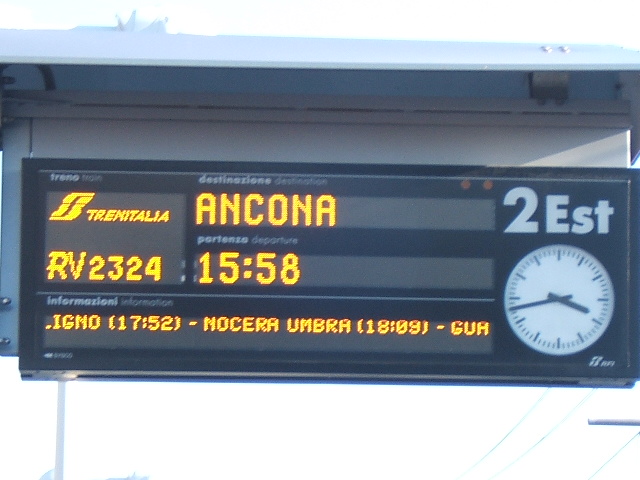 treno train
destinazione destination
TRENITALIA
ANCONA
2 Est
partenza departure
RV2324
15:58
informazioni information
.IGNO (17:52) - NOCERA UMBRA (18:09) - GUA